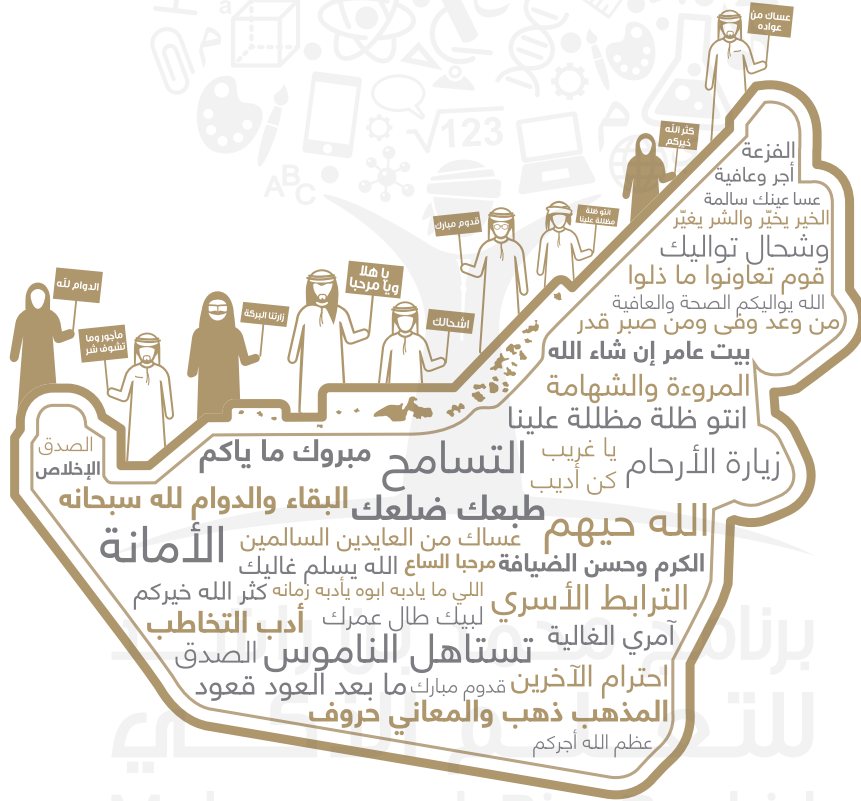 عساك من
عواده
كثر الله
خيركم
انتو ظلة
مظللة علينا
قدوم مبارك
يا هلا
ويا مرحبا
اشحالك
زارتنا البركة
الدوام لله
مأجور وما
تشوف شر
ABC
√123
الفزعة
أجر وعافية
عسا عينك سالمة
الخير يخيّر والشر يغيّر
وشحال تواليك
قوم تعاونوا ما ذلوا
الله يواليكم الصحة والعافية
من وعد وفى ومن صبر قدر
بيت عامر إن شاء الله
المروءة والشهامة
انتو ظلة مظللة علينا
زيارة الأرحام
يا غريب
كن أديب
التسامح
مبروك ما ياكم
الصدق
الإخلاص
البقاء والدوام لله سبحانه
طبعك ضلعك
الله حيهم
الأمانة
عساك من العايدين السالمين
الكرم وحسن الضيافة
مرحبا الساع
الله يسلم غاليك
اللي ما يادبه ابوه يأدبه زمانه
كثر الله خيركم
الترابط الأسري
لبيك طال عمرك
أدب التخاطب
آمري الغالية
تستاهل الناموس
الصدق
احترام الآخرين
قدوم مبارك
ما بعد العود قعود
المذهب ذهب والمعاني حروف
عظم الله أجركم